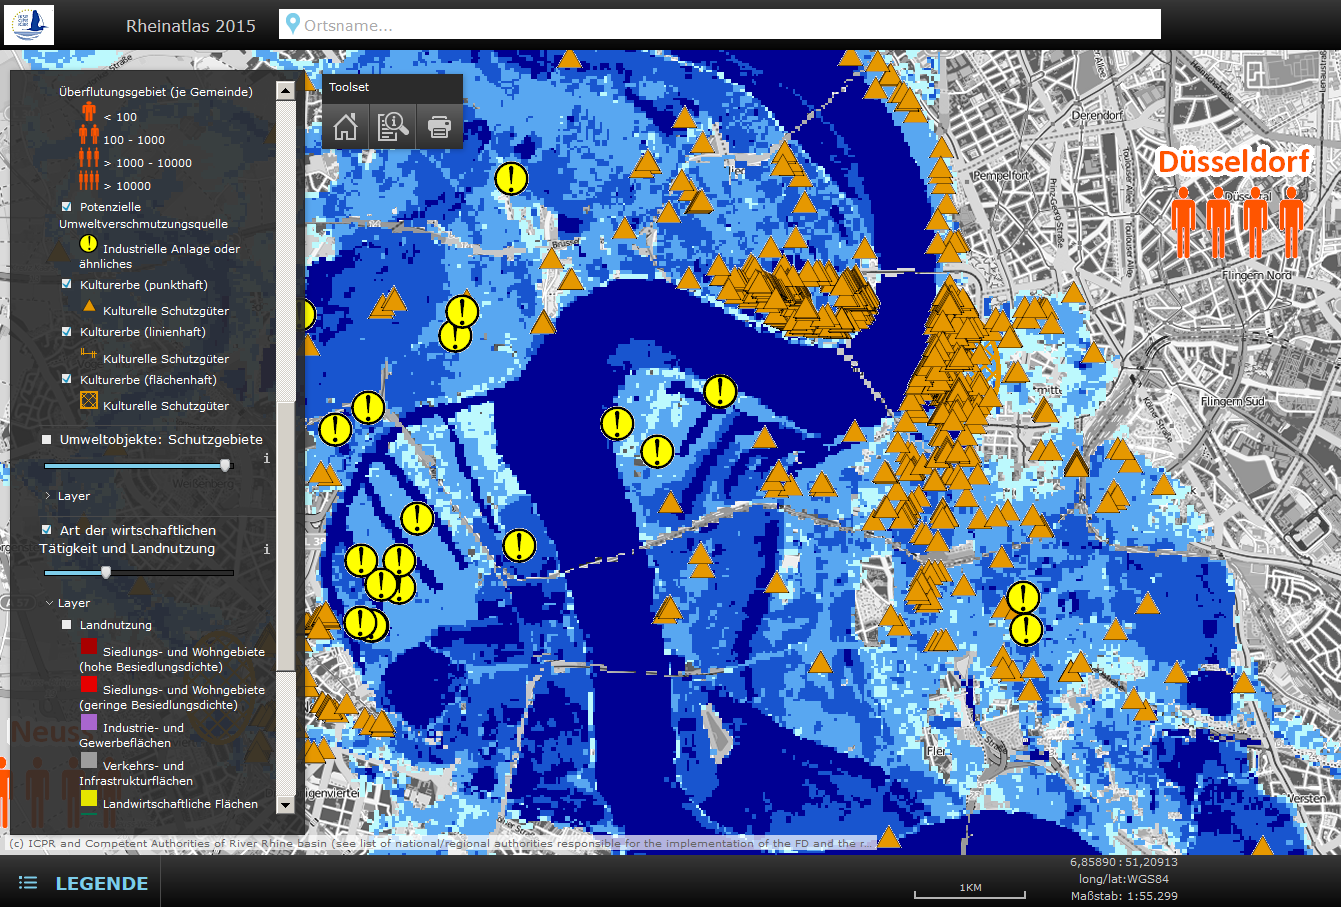 Rheinatlas 2015
Ortsname...
Überflutungsgebiet (je Gemeinde)
< 100
100 - 1000
> 1000 - 10000
> 10000
Potenzielle
Umweltverschmutzungsquelle
Industrielle Anlage oder
ähnliches
Kulturerbe (punkthaft)
Kulturelle Schutzgüter
Kulturerbe (linienhaft)
Kulturelle Schutzgüter
Kulturerbe (flächenhaft)
Kulturelle Schutzgüter
Umweltobjekte: Schutzgebiete
i
Layer
Art der wirtschaftlichen
Tätigkeit und Landnutzung
i
Layer
Landnutzung
Siedlungs- und Wohngebiete
(hohe Besiedlungsdichte)
Siedlungs- und Wohngebiete
(geringe Besiedlungsdichte)
Industrie- und
Gewerbeflächen
Verkehrs- und
Infrastrukturflächen
Landwirtschaftliche Flächen
Toolset
Derendorf
Pempelfort
Düsseldorf
Flingern Nord
Flingern Süd
Brüssel
Weißenberg
Neus
Fler
Wersten
(c) ICPR and Competent Authorities of River Rhine basin (see list of national/regional authorities responsible for the implementation of the FD and the r...
LEGENDE
1KM
6,85890 : 51,20913
long/lat:WGS84
Maßstab: 1:55.299